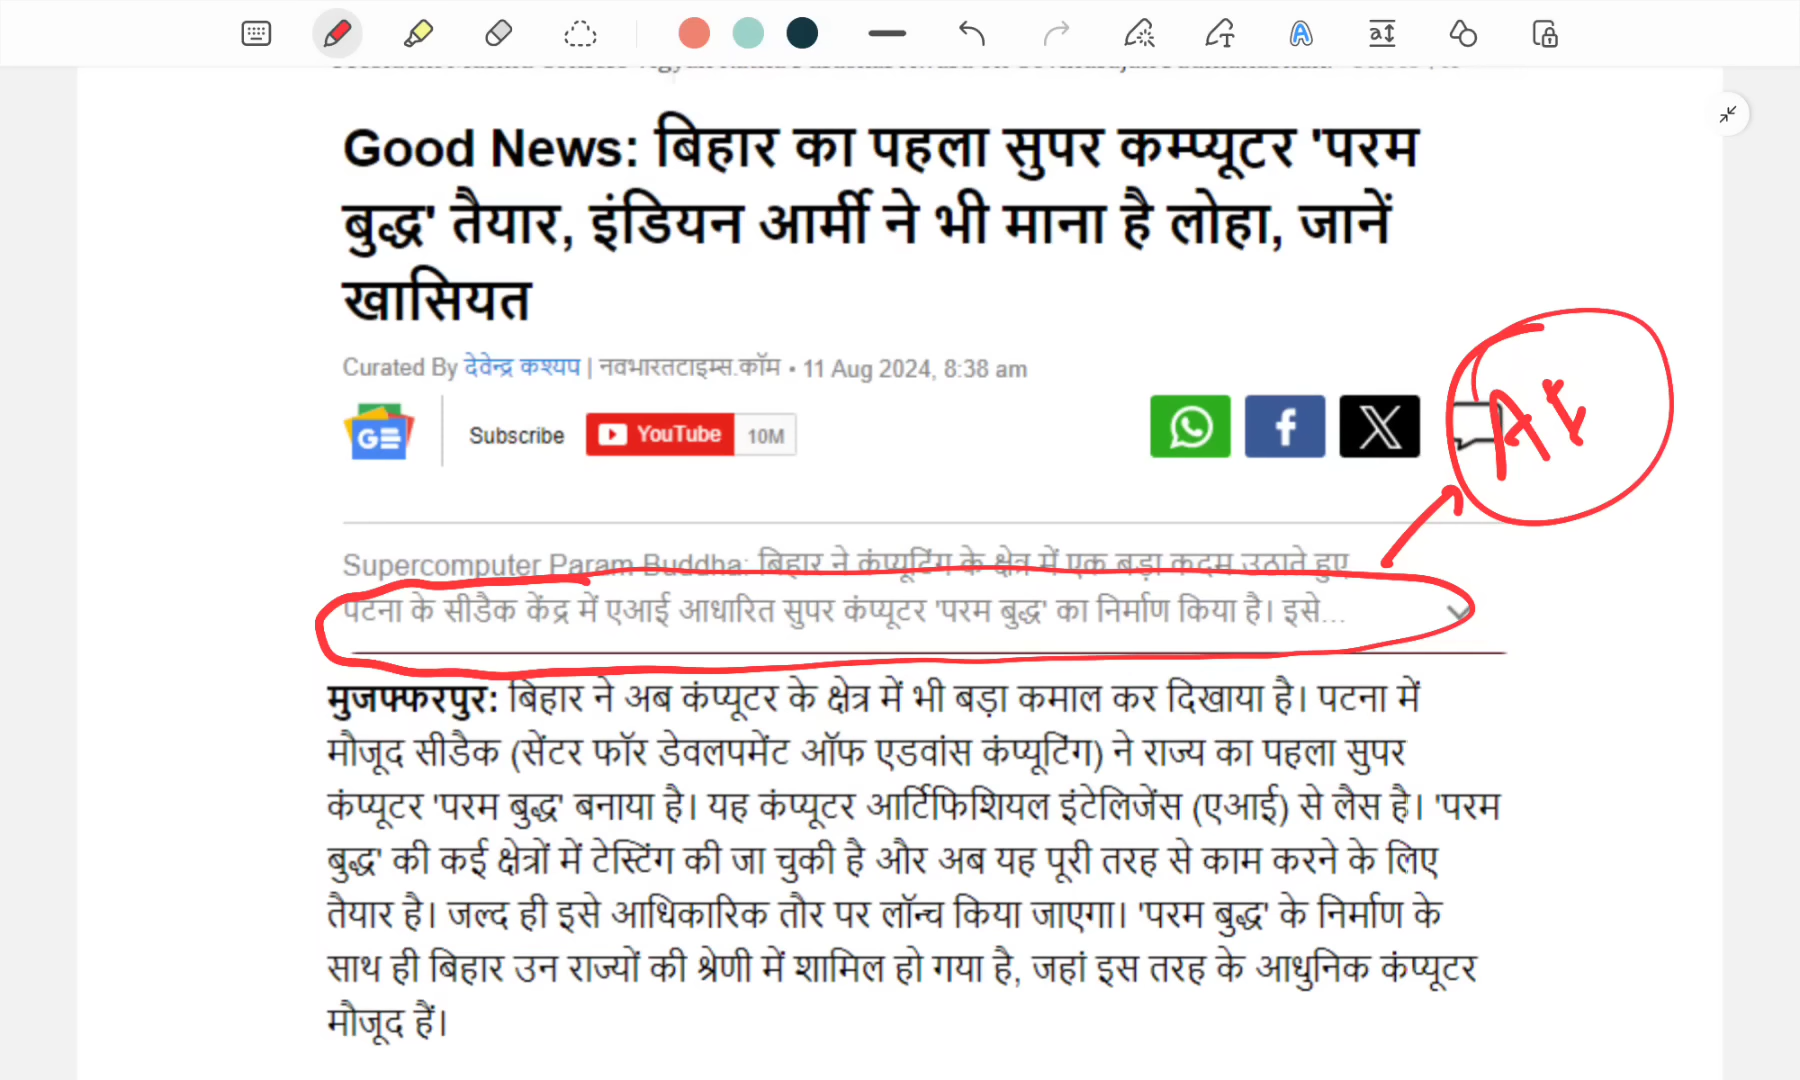 Good News: बिहार का पहला सुपर कम्प्यूटर 'परम
बुद्ध' तैयार, इंडियन आर्मी ने भी माना है लोहा, जानें
खासियत
Curated By देवेन्द्र कश्यप | नवभारतटाइम्स.कॉम • 11 Aug 2024, 8:38 am
Subscribe YouTube 10M
AI
Supercomputer Param Buddha: बिहार ने कंप्यूटिंग के क्षेत्र में एक बड़ा कदम उठाते हुए
पटना के सीडैक केंद्र में एआई आधारित सुपर कंप्यूटर 'परम बुद्ध' का निर्माण किया है। इसे...
मुजफ्फरपुर: बिहार ने अब कंप्यूटर के क्षेत्र में भी बड़ा कमाल कर दिखाया है। पटना में
मौजूद सीडैक (सेंटर फॉर डेवलपमेंट ऑफ एडवांस कंप्यूटिंग) ने राज्य का पहला सुपर
कंप्यूटर 'परम बुद्ध' बनाया है। यह कंप्यूटर आर्टिफिशियल इंटेलिजेंस (एआई) से लैस है। 'परम
बुद्ध' की कई क्षेत्रों में टेस्टिंग की जा चुकी है और अब यह पूरी तरह से काम करने के लिए
तैयार है। जल्द ही इसे आधिकारिक तौर पर लॉन्च किया जाएगा। 'परम बुद्ध' के निर्माण के
साथ ही बिहार उन राज्यों की श्रेणी में शामिल हो गया है, जहां इस तरह के आधुनिक कंप्यूटर
मौजूद हैं।